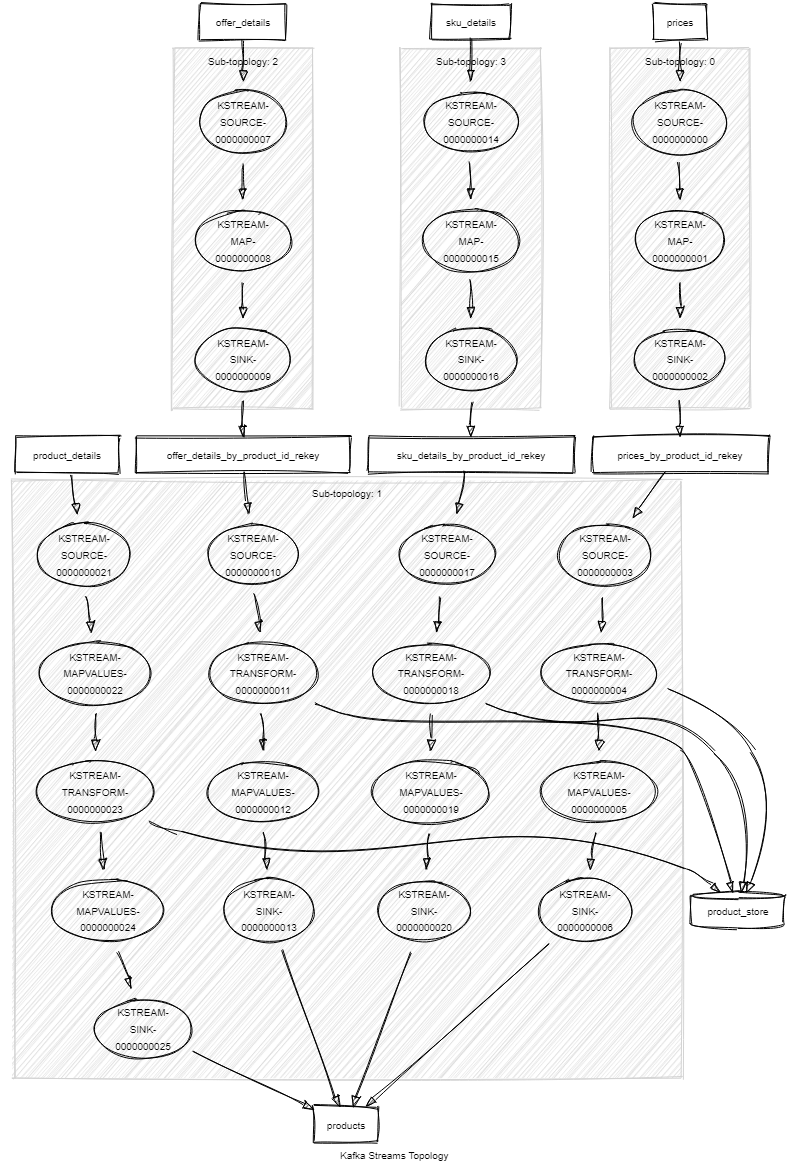 offer_details
sku_details
prices
Sub-topology: 2
Sub-topology: 3
Sub-topology: 0
KSTREAM-
SOURCE-
0000000007
KSTREAM-
SOURCE-
0000000014
KSTREAM-
SOURCE-
0000000000
KSTREAM-
MAP-
0000000008
KSTREAM-
MAP-
0000000015
KSTREAM-
MAP-
0000000001
KSTREAM-
SINK-
0000000009
KSTREAM-
SINK-
0000000016
KSTREAM-
SINK-
0000000002
product_details
offer_details_by_product_id_rekey
sku_details_by_product_id_rekey
prices_by_product_id_rekey
Sub-topology: 1
KSTREAM-
SOURCE-
0000000021
KSTREAM-
SOURCE-
0000000010
KSTREAM-
SOURCE-
0000000017
KSTREAM-
SOURCE-
0000000003
KSTREAM-
MAPVALUES-
0000000022
KSTREAM-
TRANSFORM-
0000000011
KSTREAM-
TRANSFORM-
0000000018
KSTREAM-
TRANSFORM-
0000000004
KSTREAM-
TRANSFORM-
0000000023
KSTREAM-
MAPVALUES-
0000000012
KSTREAM-
MAPVALUES-
0000000019
KSTREAM-
MAPVALUES-
0000000005
KSTREAM-
MAPVALUES-
0000000024
KSTREAM-
SINK-
0000000013
KSTREAM-
SINK-
0000000020
KSTREAM-
SINK-
0000000006
product_store
KSTREAM-
SINK-
0000000025
products
Kafka Streams Topology